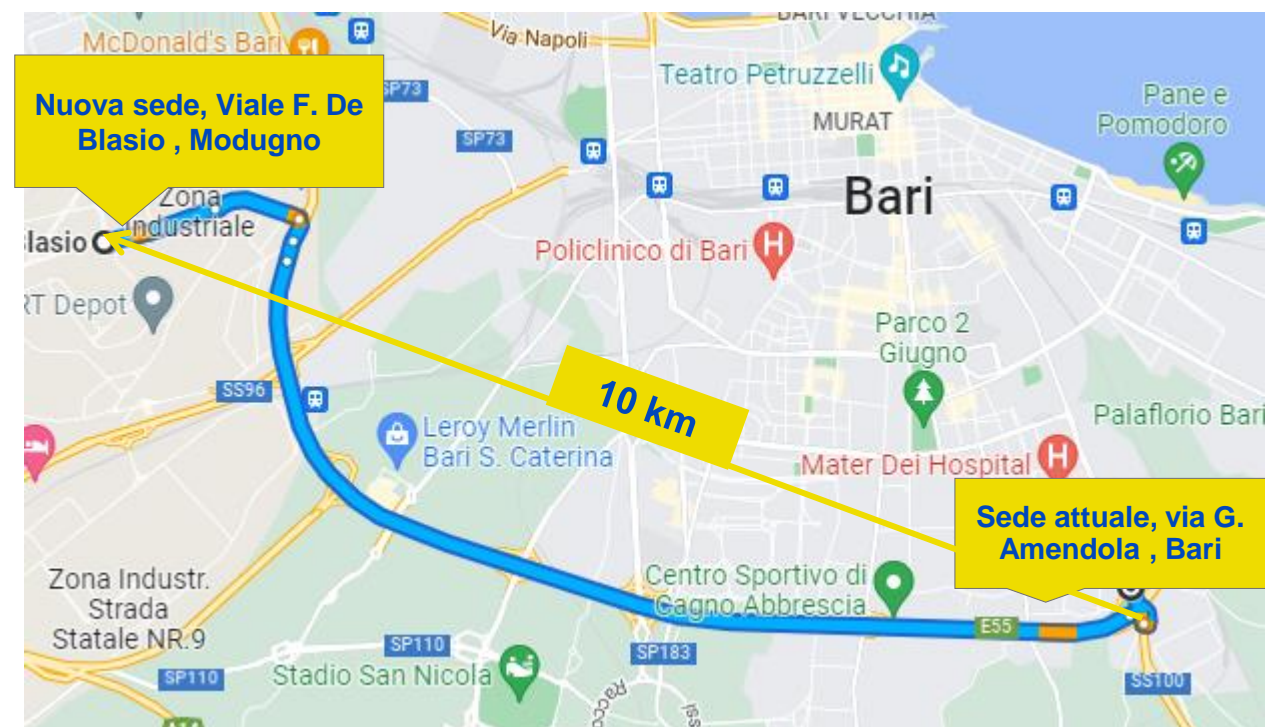 BARI VECCHIA
McDonald's Bari
Via Napoli
Teatro Petruzzelli
Nuova sede, Viale F. De
Blasio , Modugno
SP73
Pane e
Pomodoro
MURAT
SP73
Bari
Zona
Industriale
lasio
Policlinico di Bari
H
RT Depot
Parco 2
Giugno
10 km
SS96
Leroy Merlin
Bari S. Caterina
Palaflorio Bari
Mater Dei Hospital
H
Sede attuale, via G.
Amendola , Bari
Zona Industr.
Strada
Statale NR.9
Centro Sportivo di
Cagno Abbrescia
E55
SP110
SP183
Stadio San Nicola
SP110
SS100